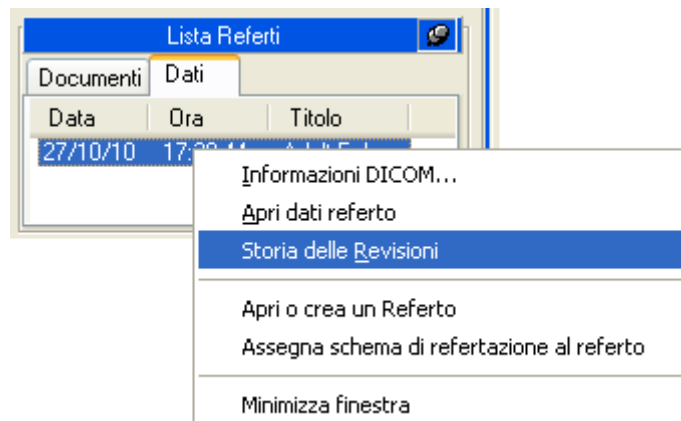 Lista Referti
Documenti Dati
Data Ora Titolo
27/10/10
Informazioni DICOM...
Apri dati referto
Storia delle Revisioni
Apri o crea un Referto
Assegna schema di refertazione al referto
Minimizza finestra